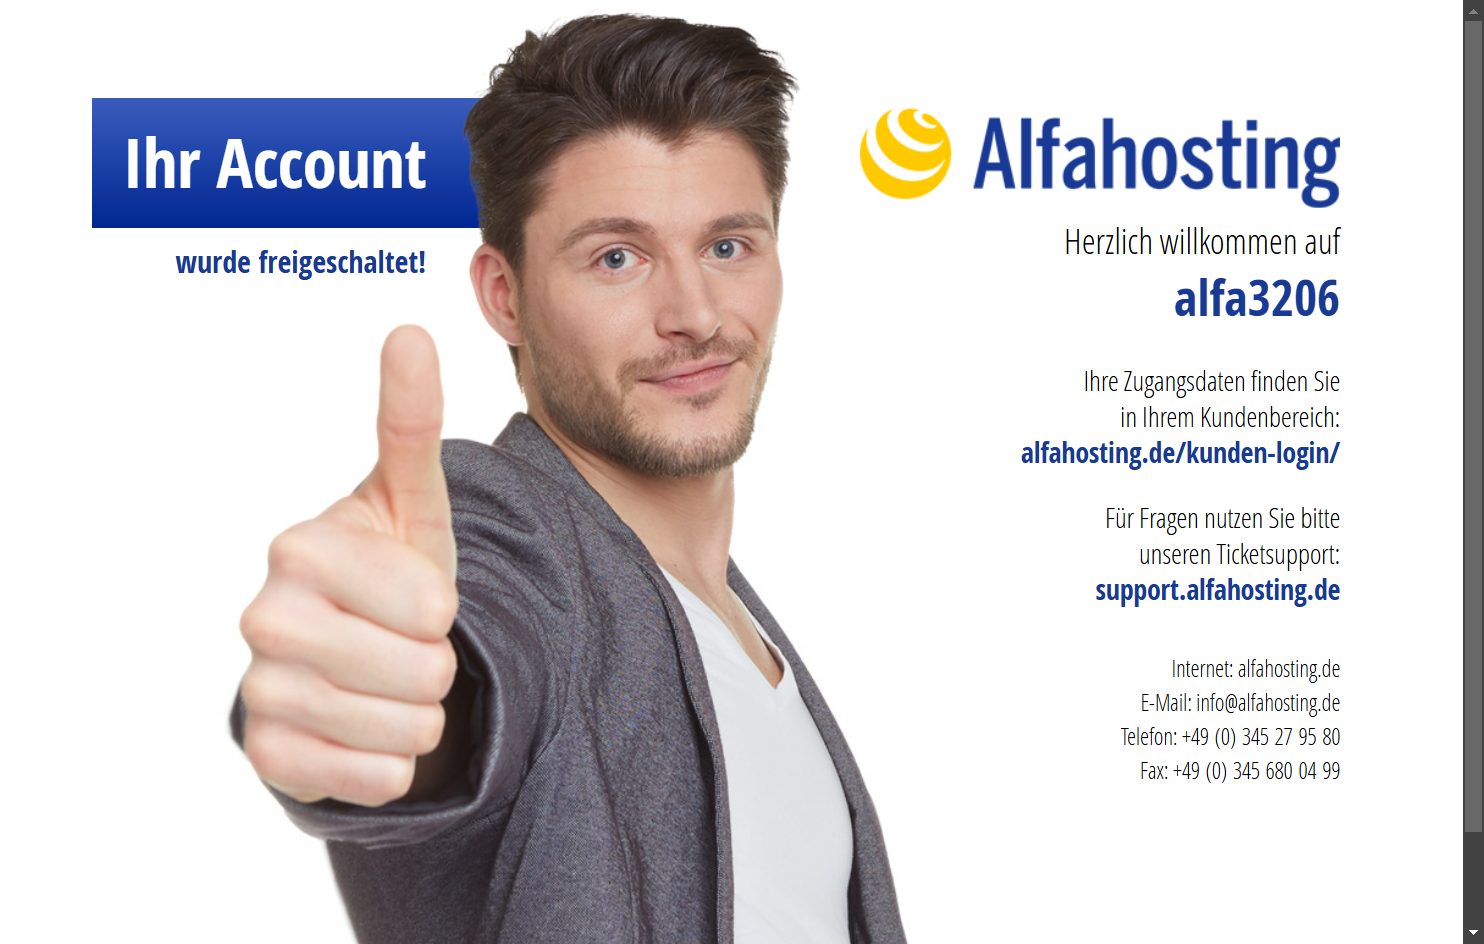 Ihr Account
wurde freigeschaltet!
Alfahosting
Herzlich willkommen auf
alfa3206
Ihre Zugangsdaten finden Sie
in Ihrem Kundenbereich:
alfahosting.de/kunden-login/
Für Fragen nutzen Sie bitte
unseren Ticketsupport:
support.alfahosting.de
Internet: alfahosting.de
E-Mail: info@alfahosting.de
Telefon: +49 (0) 345 27 95 80
Fax: +49 (0) 345 680 04 99